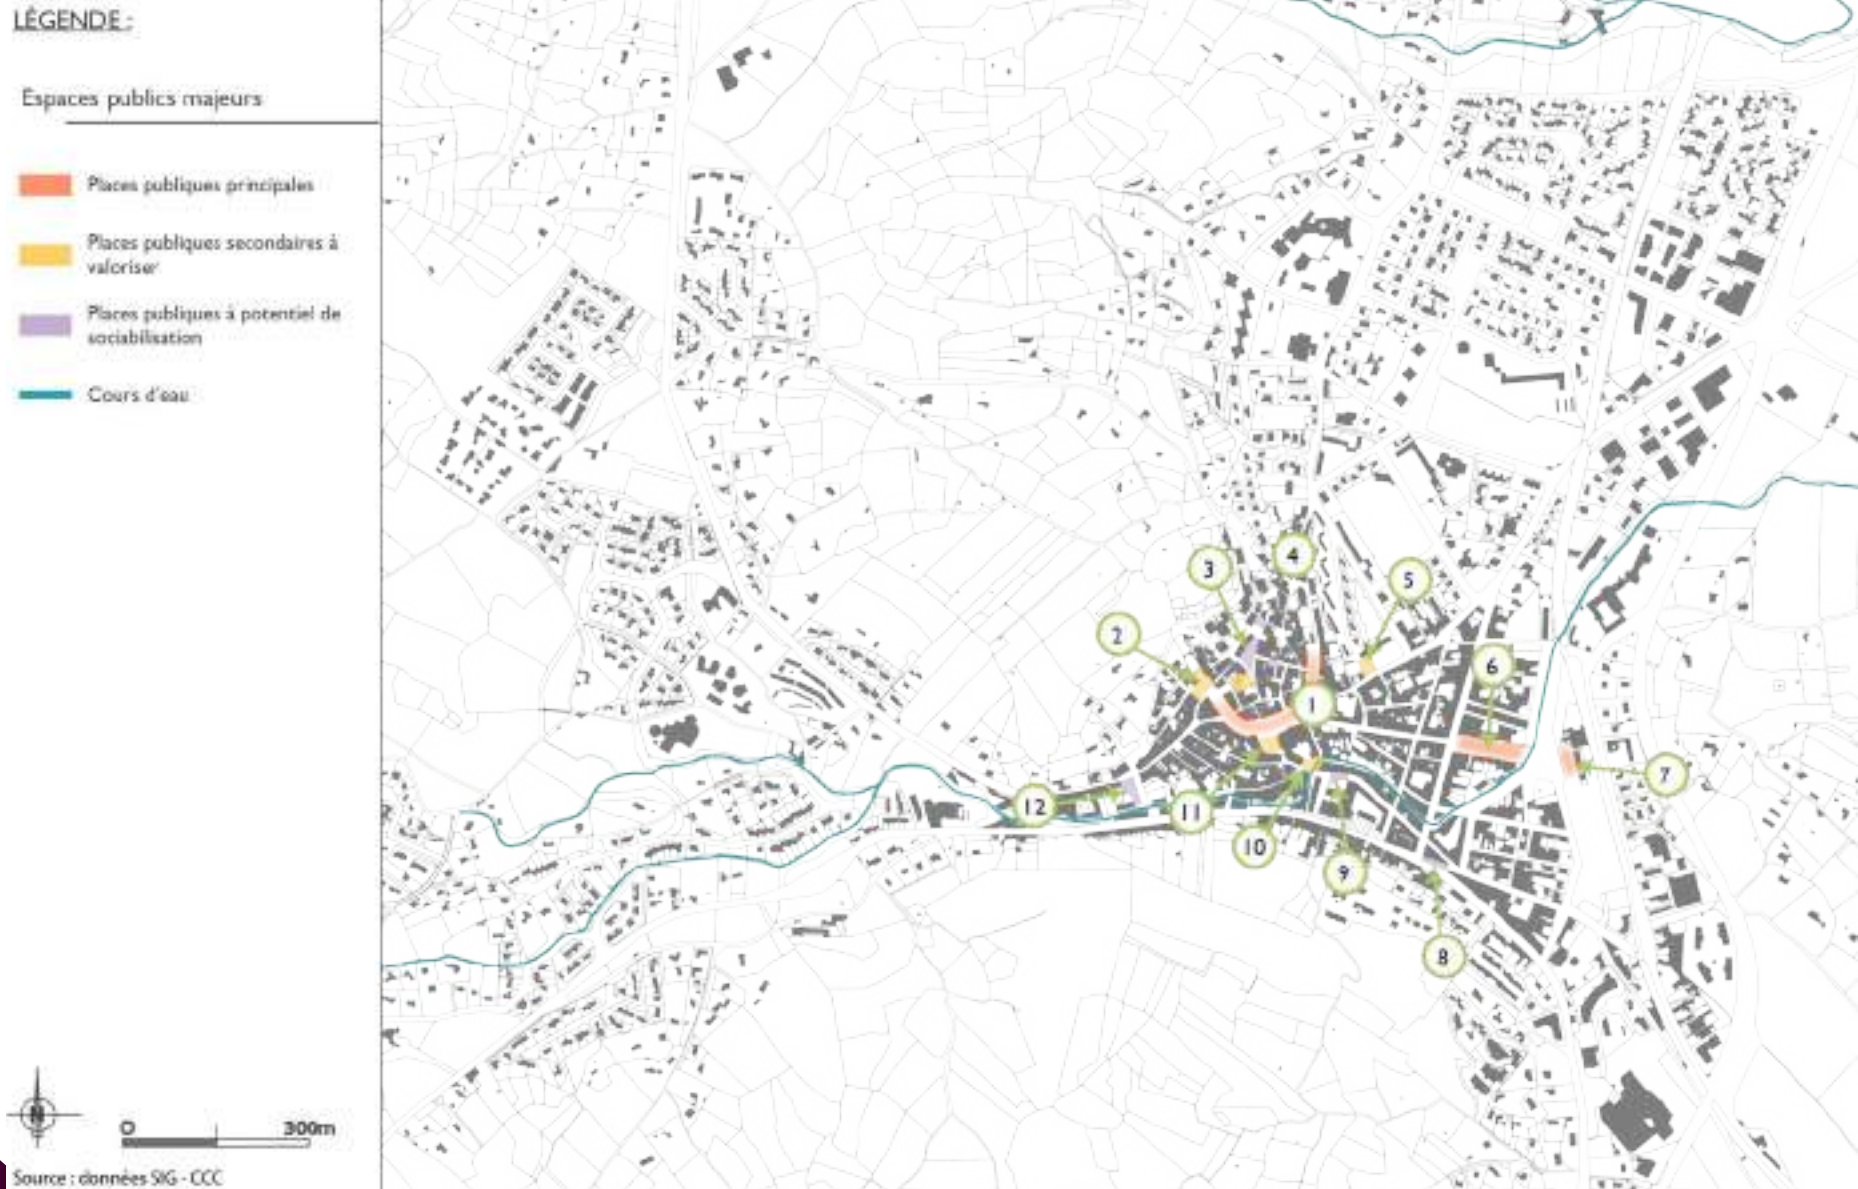 LÉGENDE :
Espaces publics majeurs
Places publiques principales
Places publiques secondaires à
valoriser
Places publiques à potentiel de
sociabilisation
Cours d'eau
3
4
5
2
6
1
7
12
11
10
9
8
N
0 300m
Source : données SIG - CCC